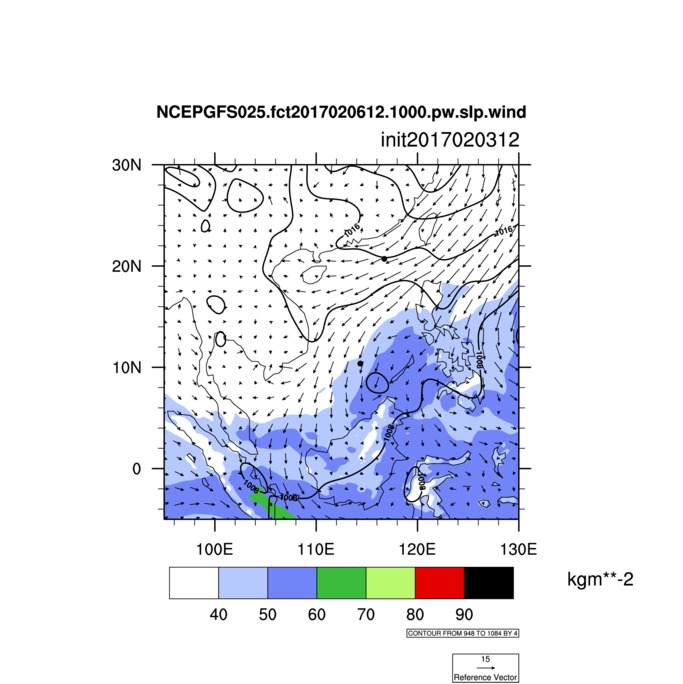 NCEPGFS025.fct2017020612.1000.pw.slp.wind
init2017020312
30N
1016
1016
20N
1008
10N
1008
0
1008
1008
1008
100E 110E 120E 130E
kgm**-2
40 50 60 70 80 90
CONTOUR FROM 948 TO 1084 BY 4
15
Reference Vector